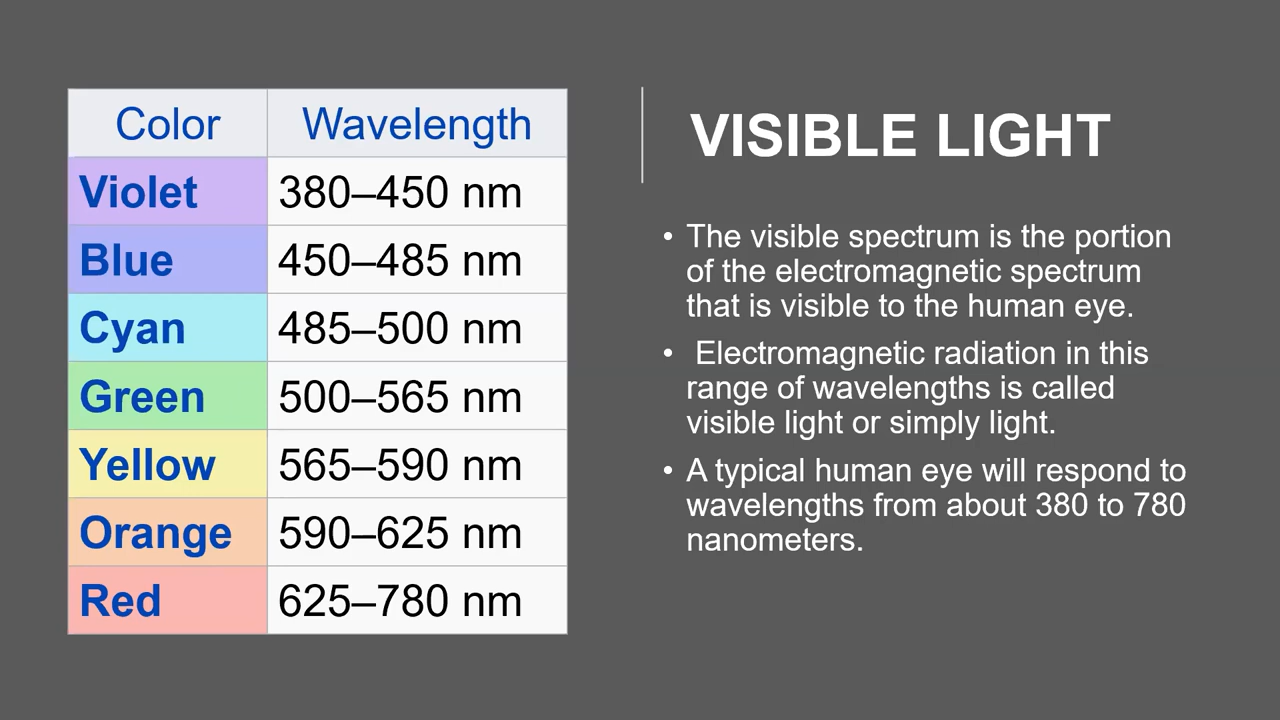 Color Wavelength
Violet 380–450 nm
Blue 450–485 nm
Cyan 485–500 nm
Green 500–565 nm
Yellow 565–590 nm
Orange 590–625 nm
Red 625–780 nm
VISIBLE LIGHT
• The visible spectrum is the portion
of the electromagnetic spectrum
that is visible to the human eye.
• Electromagnetic radiation in this
range of wavelengths is called
visible light or simply light.
• A typical human eye will respond to
wavelengths from about 380 to 780
nanometers.